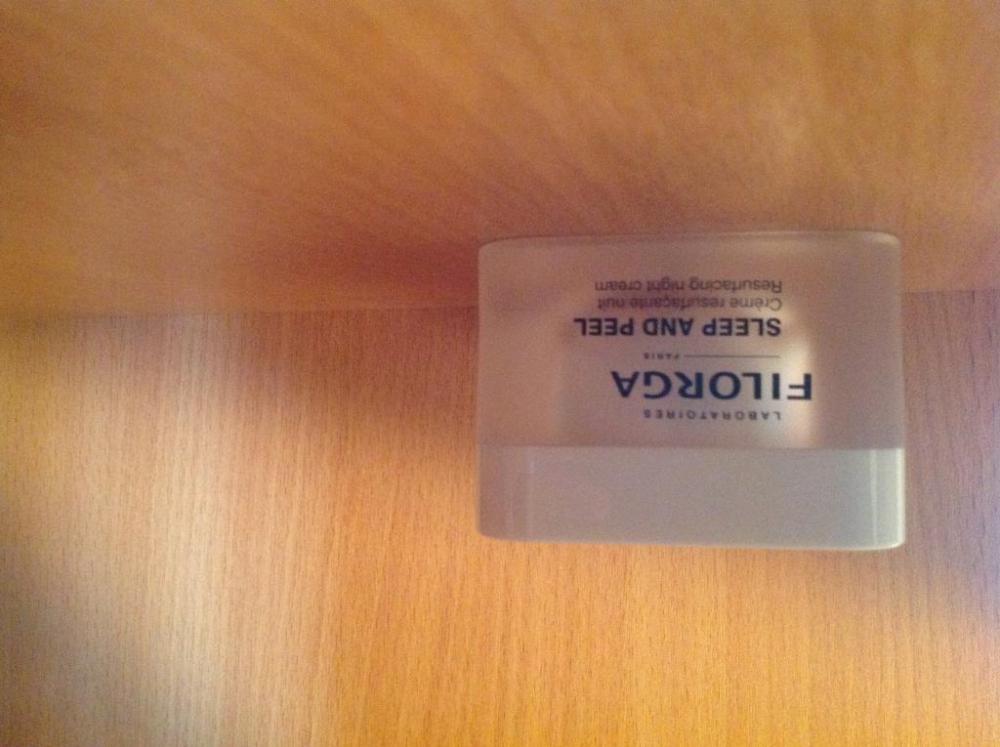 LABORATOIRES
FILORGA
PARIS
SLEEP AND PEEL
Crème resurfaçante nuit
Resurfacing night cream